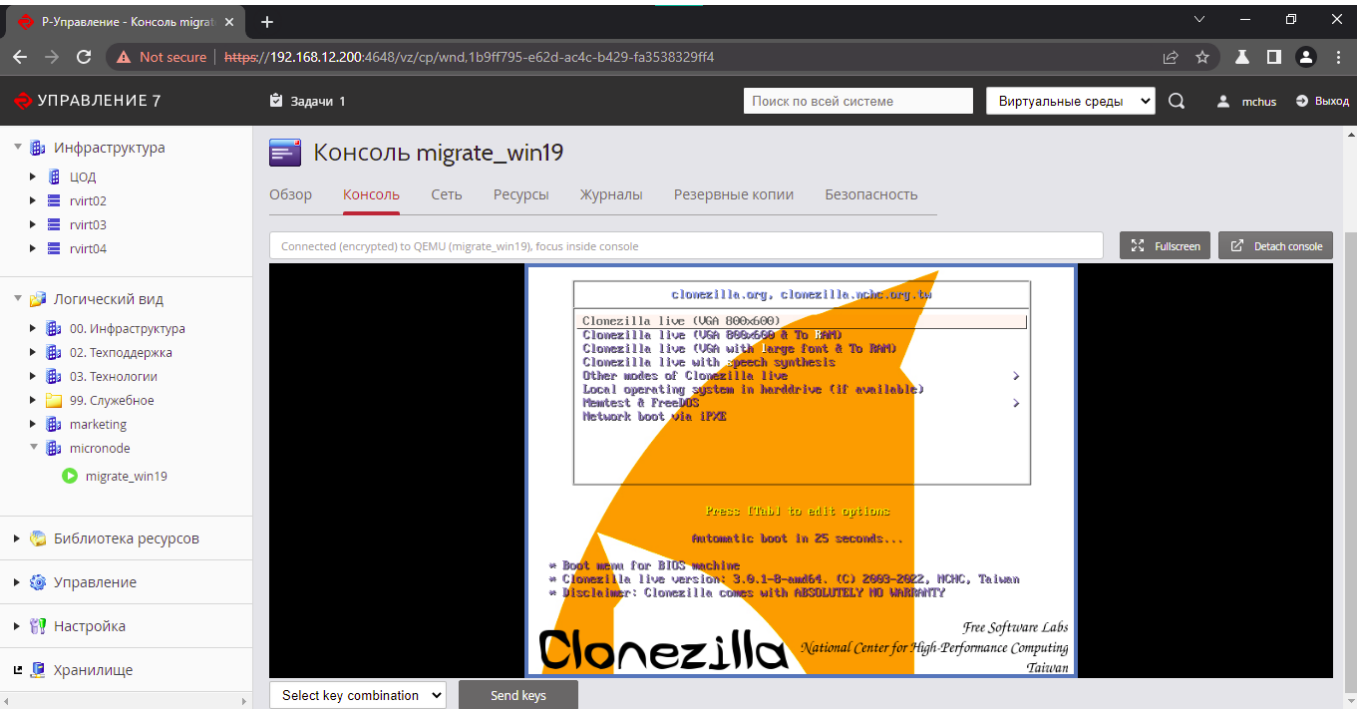 Р-Управление - Консоль migrat
Not secure https://192.168.12.200:4648/vz/cp/wnd,1b9ff795-e62d-ac4c-b429-fa3538329ff4
УПРАВЛЕНИЕ 7
Задачи 1
Поиск по всей системе
Виртуальные среды
mchus
Выход
Инфраструктура
ЦОД
rvirt02
rvirt03
rvirt04
Логический вид
00. Инфраструктура
02. Техподдержка
03. Технологии
99. Служебное
marketing
micronode
migrate_win19
Библиотека ресурсов
Управление
Настройка
Хранилище
Консоль migrate_win19
Обзор Консоль Сеть Ресурсы Журналы Резервные копии Безопасность
Connected (encrypted) to QEMU (migrate_win19), focus inside console
Fullscreen
Detach console
clonezilla.org, clonezilla.nchc.org.tw
Clonezilla live (VGA 800x600)
Clonezilla live (VGA 800x600 & To RAM)
Clonezilla live (VGA with large font & To RAM)
Clonezilla live with speech synthesis
Other modes of Clonezilla live >
Local operating system in harddrive (if available)
Memtest & FreeDOS >
Network boot via iPXE
Press [Tab] to edit options
Automatic boot in 25 seconds...
* Boot menu for BIOS machine
* Clonezilla live version: 3.0.1-8-amd64. (C) 2003-2022, NCHC, Taiwan
* Disclaimer: Clonezilla comes with ABSOLUTELY NO WARRANTY
Clonezilla
Free Software Labs
National Center for High-Performance Computing
Taiwan
Select key combination
Send keys